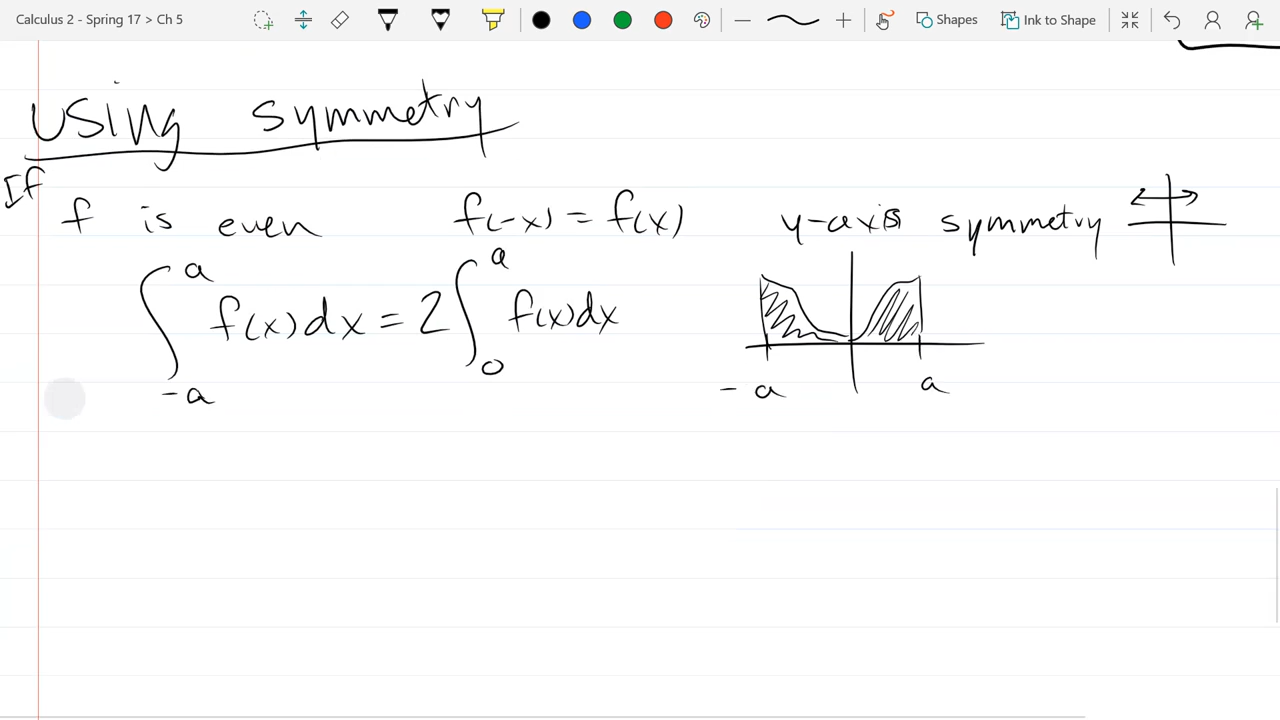 Calculus 2 - Spring 17 > Ch 5
Shapes
Ink to Shape
Using symmetry
If
f is even f(-x) = f(x) y-axis symmetry
∫_{-a}^{a} f(x)dx = 2∫_{0}^{a} f(x)dx
-a a